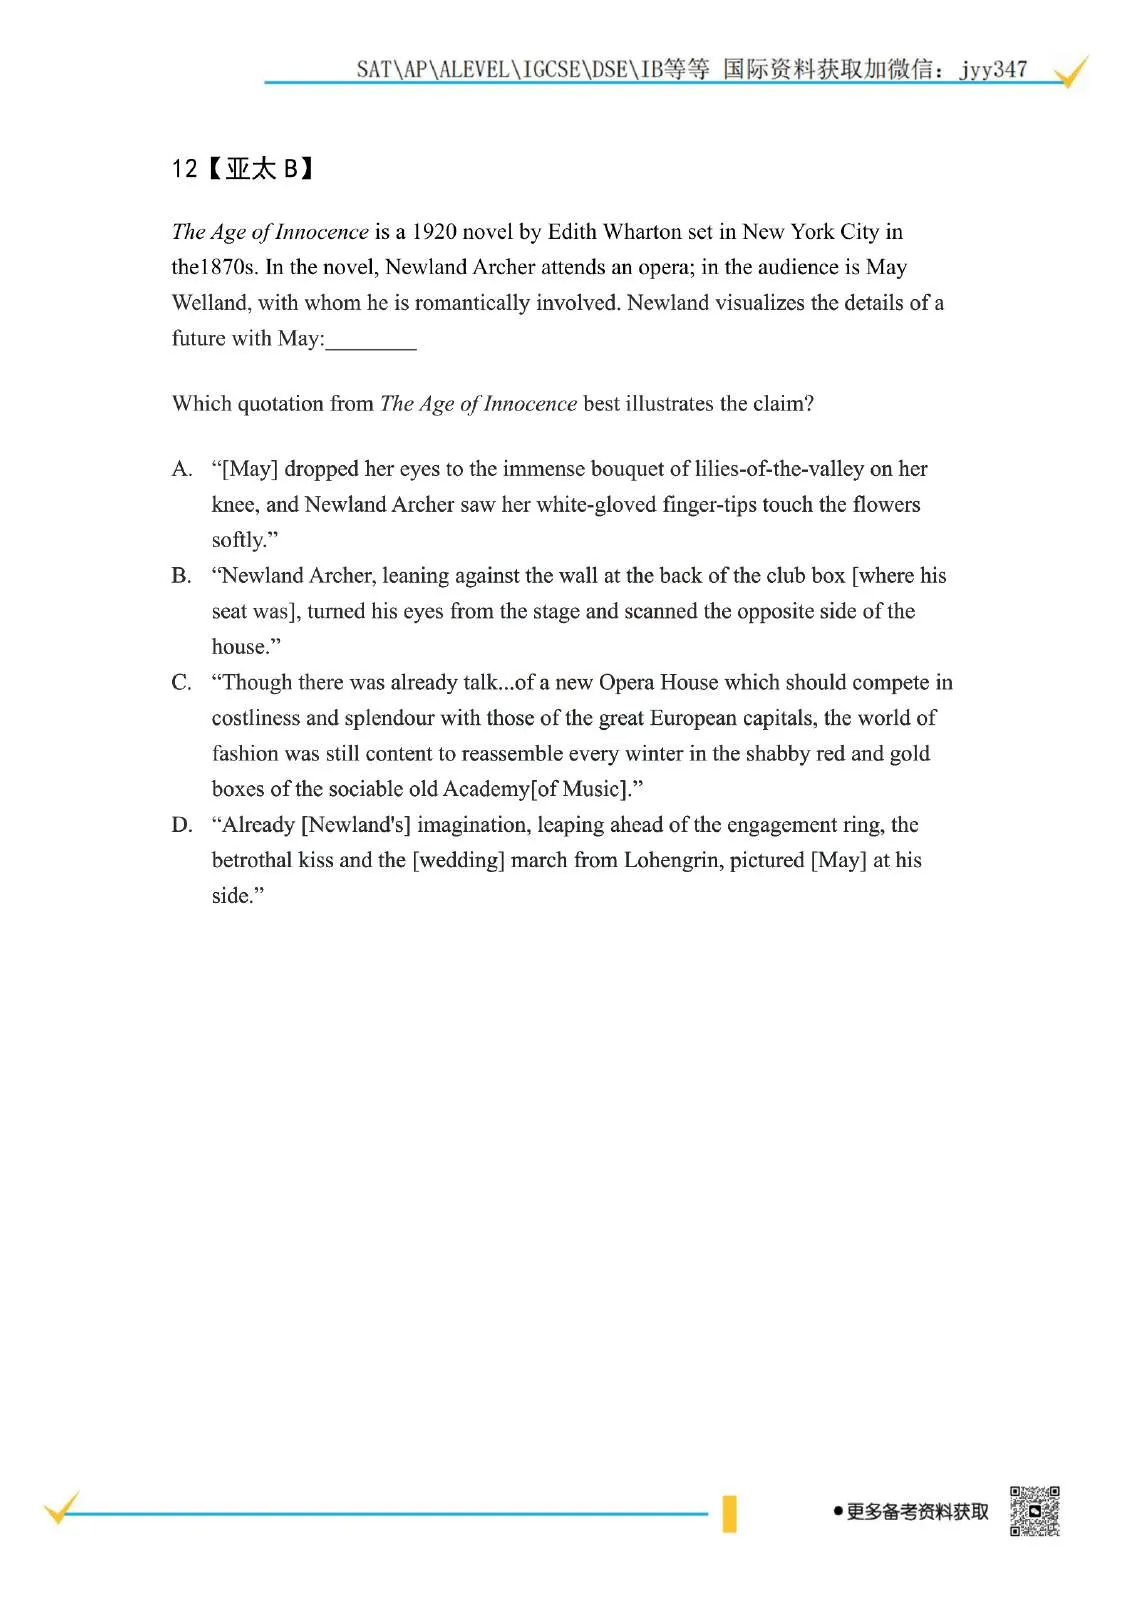 SAT\AP\ALEVEL\IGCSE\DSE\IB等等 国际资料获取加微信：jyy347
12【亚太 B】
The Age of Innocence is a 1920 novel by Edith Wharton set in New York City in
the1870s. In the novel, Newland Archer attends an opera; in the audience is May
Welland, with whom he is romantically involved. Newland visualizes the details of a
future with May:________
Which quotation from The Age of Innocence best illustrates the claim?
A. “[May] dropped her eyes to the immense bouquet of lilies-of-the-valley on her
knee, and Newland Archer saw her white-gloved finger-tips touch the flowers
softly.”
B. “Newland Archer, leaning against the wall at the back of the club box [where his
seat was], turned his eyes from the stage and scanned the opposite side of the
house.”
C. “Though there was already talk...of a new Opera House which should compete in
costliness and splendour with those of the great European capitals, the world of
fashion was still content to reassemble every winter in the shabby red and gold
boxes of the sociable old Academy[of Music].”
D. “Already [Newland's] imagination, leaping ahead of the engagement ring, the
betrothal kiss and the [wedding] march from Lohengrin, pictured [May] at his
side.”
●更多备考资料获取